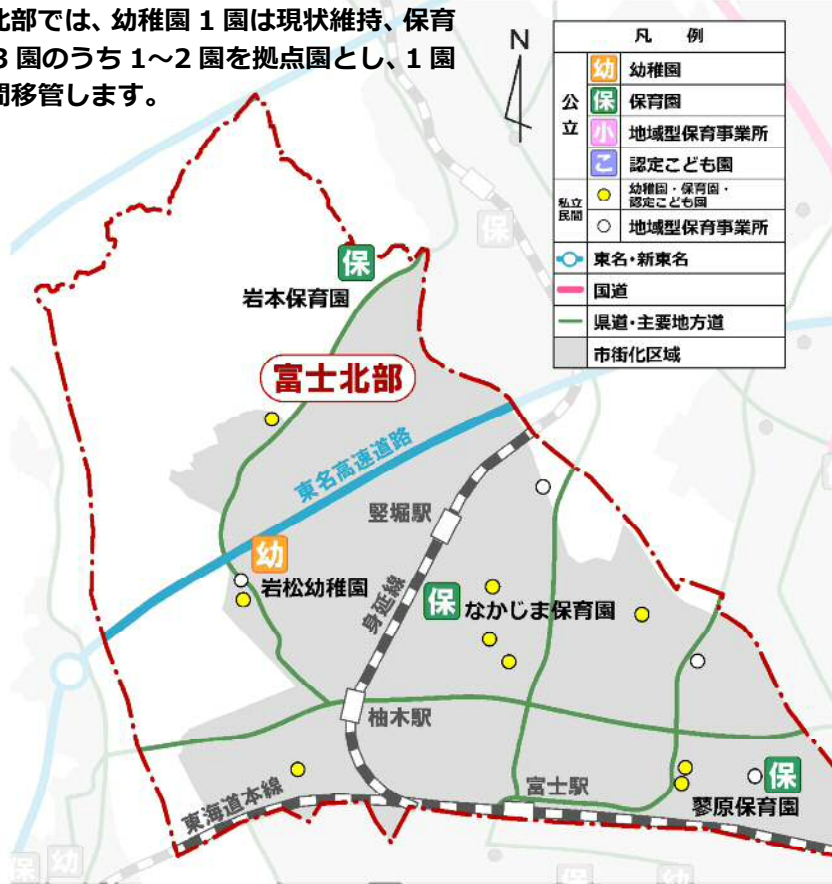 北部では、幼稚園 1 園は現状維持、保育
3 園のうち 1～2 園を拠点園とし、1 園
間移管します。
N
凡 例
公立
幼 幼稚園
保 保育園
小 地域型保育事業所
こ 認定こども園
私立
民間
幼稚園・保育園・
認定こども園
地域型保育事業所
東名・新東名
国道
県道・主要地方道
市街化区域
保
保
岩本保育園
富士北部
東名高速道路
竪堀駅
幼
岩松幼稚園
身延線
保 なかじま保育園
柚木駅
東海道本線
富士駅
保
蓼原保育園
保 幼
保
幼